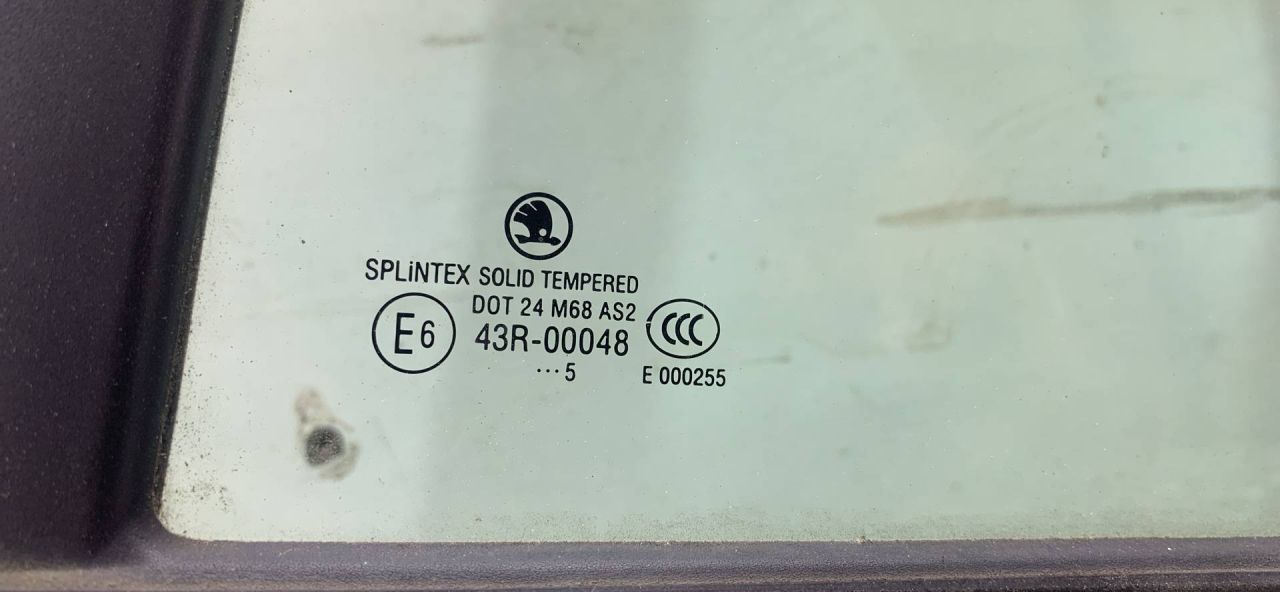 SPLiNTEX SOLID TEMPERED
DOT 24 M68 AS2
E6 43R-00048 CCC
···5 E 000255